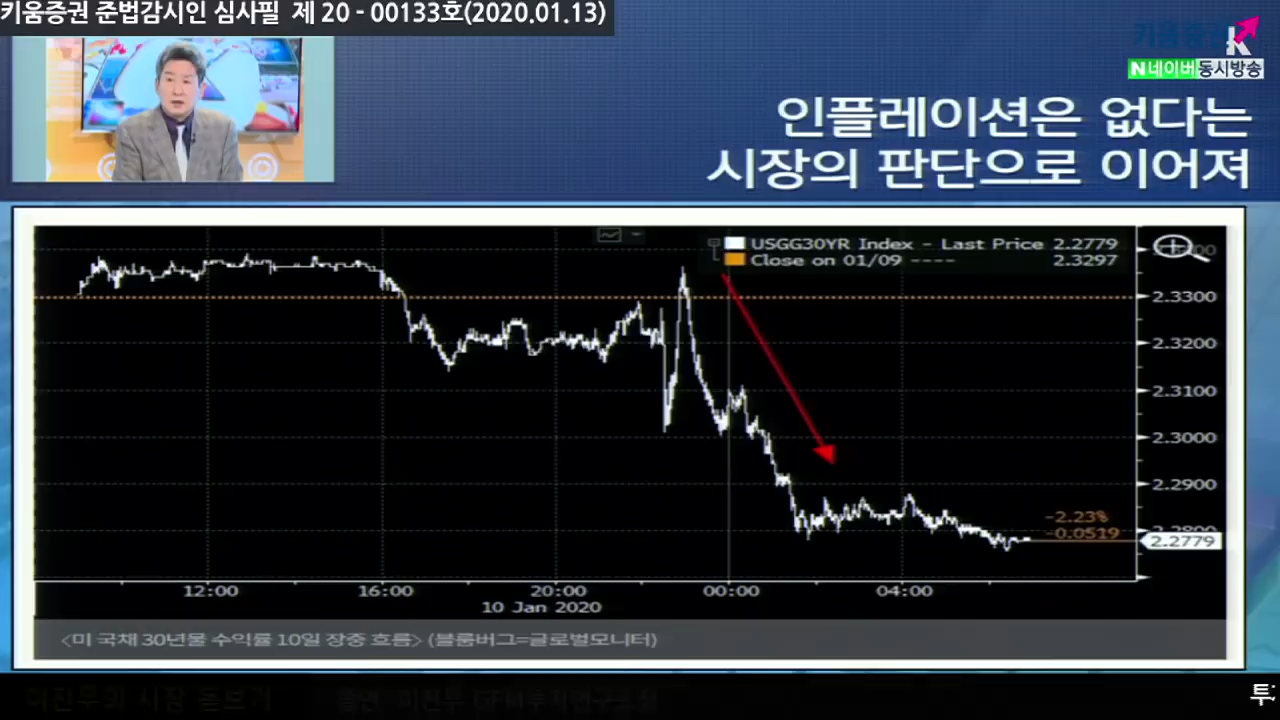 키움증권 준법감시인 심사필 제 20 - 00133호(2020.01.13)
키움증권
N 네이버 동시방송
인플레이션은 없다는
시장의 판단으로 이어져
USGG30YR Index - Last Price 2.2779
Close on 01/09 ---- 2.3297
2.3300
2.3200
2.3100
2.3000
2.2900
-2.23%
-0.0519
2.2800
2.2779
12:00 16:00 20:00 00:00 04:00
10 Jan 2020
<미 국채 30년물 수익률 10일 장중 흐름> (블룸버그=글로벌모니터)